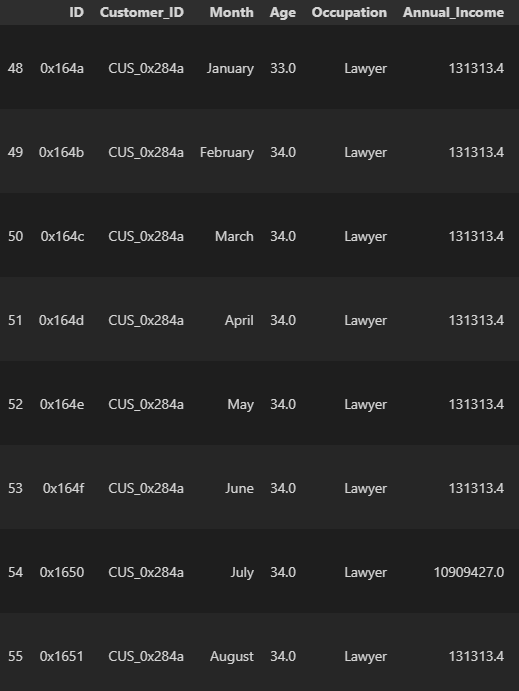 ID Customer_ID Month Age Occupation Annual_Income
48 0x164a CUS_0x284a January 33.0 Lawyer 131313.4
49 0x164b CUS_0x284a February 34.0 Lawyer 131313.4
50 0x164c CUS_0x284a March 34.0 Lawyer 131313.4
51 0x164d CUS_0x284a April 34.0 Lawyer 131313.4
52 0x164e CUS_0x284a May 34.0 Lawyer 131313.4
53 0x164f CUS_0x284a June 34.0 Lawyer 131313.4
54 0x1650 CUS_0x284a July 34.0 Lawyer 10909427.0
55 0x1651 CUS_0x284a August 34.0 Lawyer 131313.4